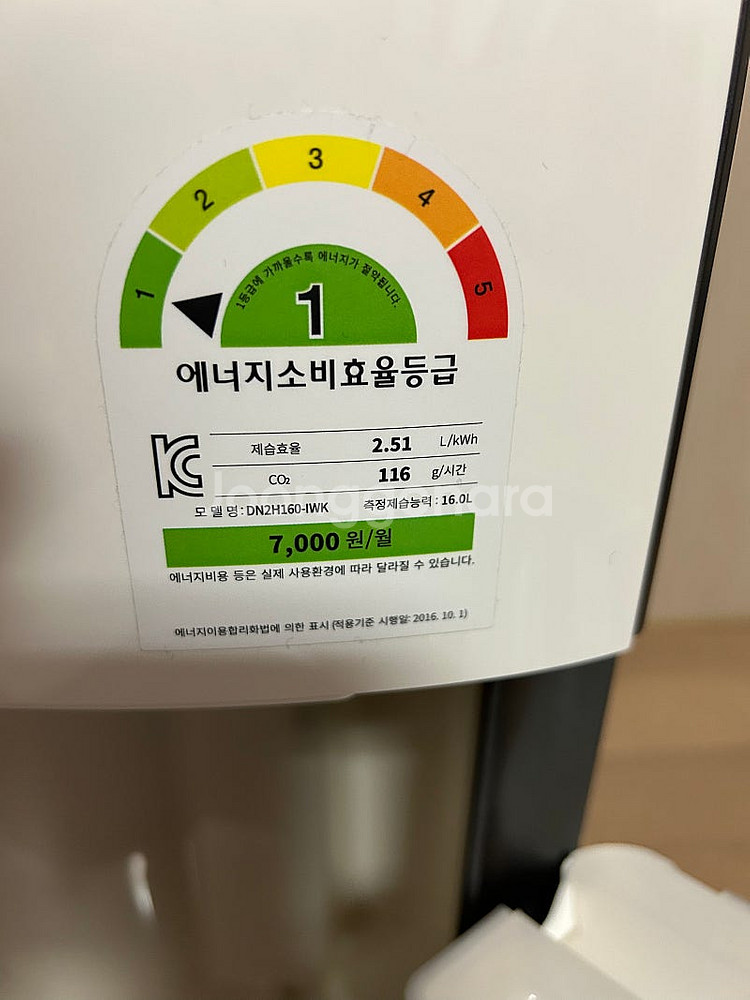 1 2 3 4 5
1등급에 가까울수록 에너지가 절약됩니다.
1
에너지소비효율등급
제습효율 2.51 L/kWh
CO₂ 116 g/시간
모 델 명 : DN2H160-IWK 측정제습능력 : 16.0L
7,000 원/월
에너지비용 등은 실제 사용환경에 따라 달라질 수 있습니다.
에너지이용합리화법에 의한 표시 (적용기준 시행일: 2016. 10. 1)